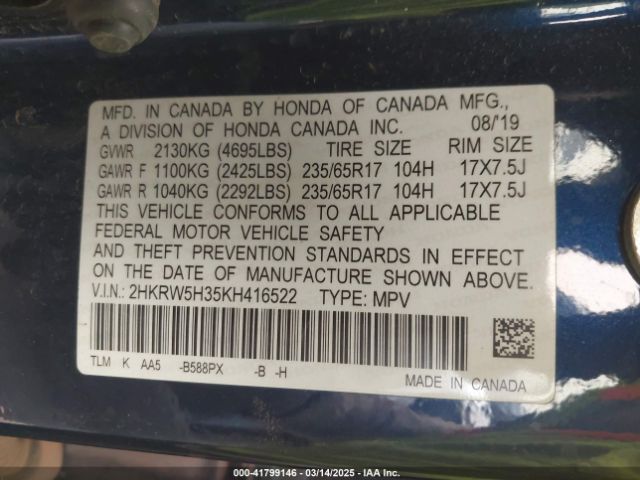 MFD. IN CANADA BY HONDA OF CANADA MFG.,
A DIVISION OF HONDA CANADA INC. 08/'19
GVWR 2130KG (4695LBS) TIRE SIZE RIM SIZE
GAWR F 1100KG (2425LBS) 235/65R17 104H 17X7.5J
GAWR R 1040KG (2292LBS) 235/65R17 104H 17X7.5J
THIS VEHICLE CONFORMS TO ALL APPLICABLE
FEDERAL MOTOR VEHICLE SAFETY
AND THEFT PREVENTION STANDARDS IN EFFECT
ON THE DATE OF MANUFACTURE SHOWN ABOVE.
V.I.N.: 2HKRW5H35KH416522 TYPE: MPV
TLM K AA5 -B588PX -B -H
MADE IN CANADA
000-41799146 - 03/14/2025 - IAA Inc.